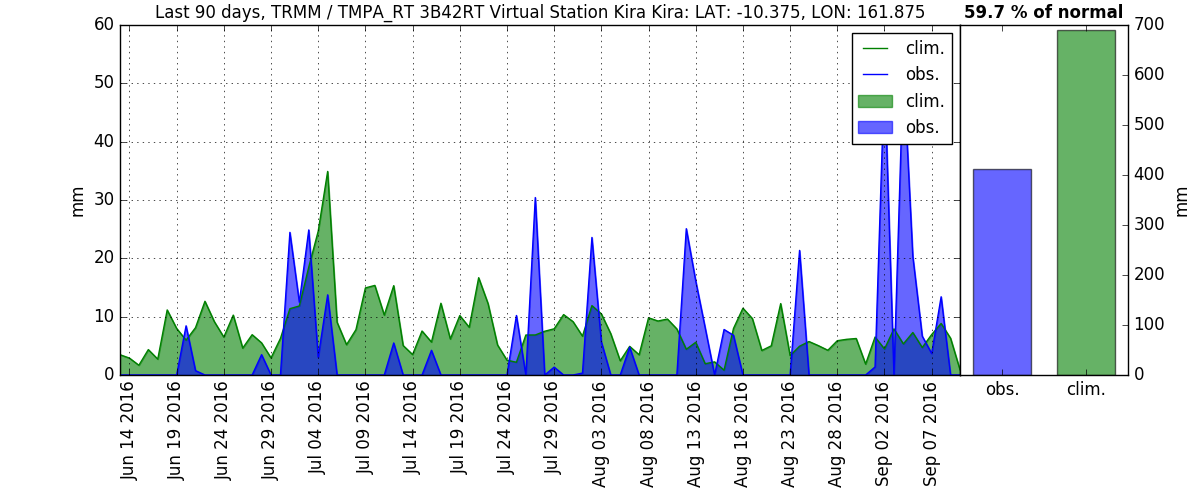 Last 90 days, TRMM / TMPA_RT 3B42RT Virtual Station Kira Kira: LAT: -10.375, LON: 161.875
59.7 % of normal
60
50
40
30
20
10
0
mm
clim.
obs.
clim.
obs.
700
600
500
400
300
200
100
0
mm
Jun 14 2016
Jun 19 2016
Jun 24 2016
Jun 29 2016
Jul 04 2016
Jul 09 2016
Jul 14 2016
Jul 19 2016
Jul 24 2016
Jul 29 2016
Aug 03 2016
Aug 08 2016
Aug 13 2016
Aug 18 2016
Aug 23 2016
Aug 28 2016
Sep 02 2016
Sep 07 2016
obs.
clim.